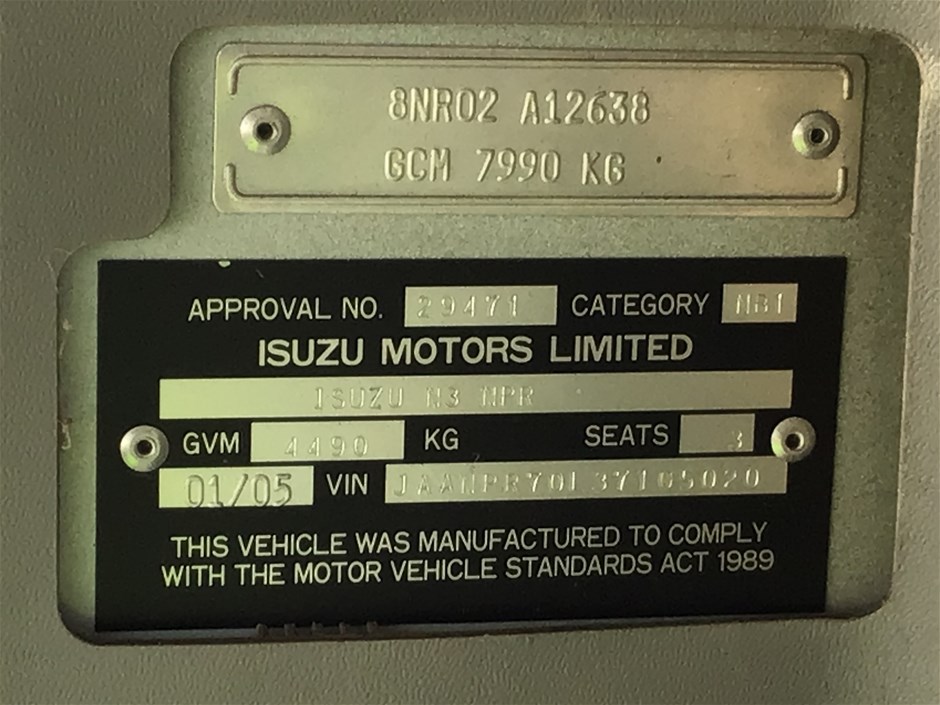 8NR02 A12638
GCM 7990 KG
APPROVAL NO. 29471 CATEGORY NB1
ISUZU MOTORS LIMITED
ISUZU N3 NPR
GVM 4490 KG SEATS 3
01/05 VIN JAANPR70L37105020
THIS VEHICLE WAS MANUFACTURED TO COMPLY
WITH THE MOTOR VEHICLE STANDARDS ACT 1989